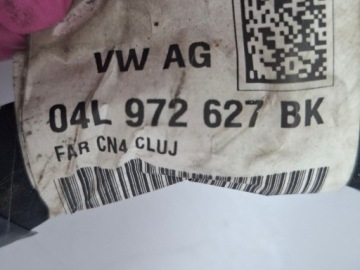 VW AG
04L 972 627 BK
FAR CN4 CLUJ